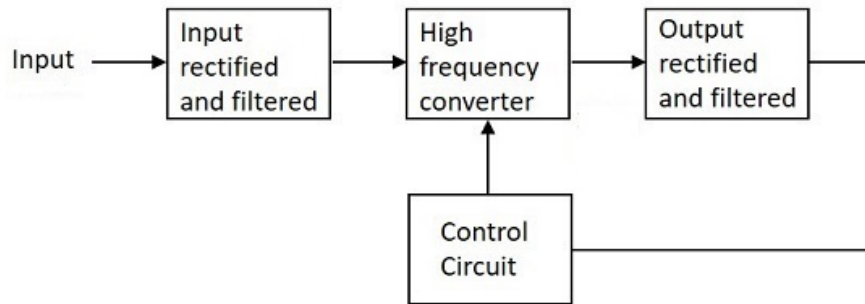 Input
Input
rectified
and filtered
High
frequency
converter
Output
rectified
and filtered
Control
Circuit